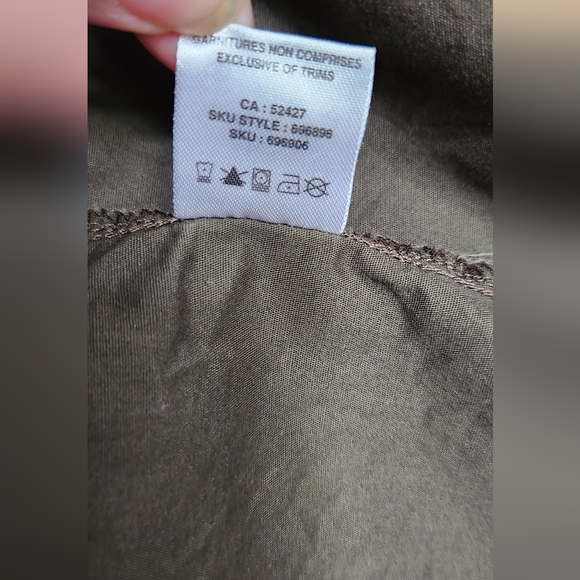 GARNITURES NON COMPRISES
EXCLUSIVE OF TRIMS
CA : 52427
SKU STYLE : 696896
SKU : 696906